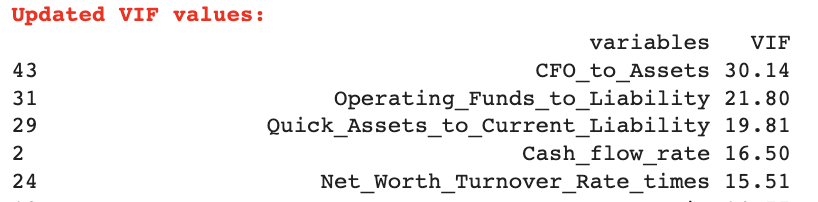 Updated VIF values:
variables VIF
43 CFO_to_Assets 30.14
31 Operating_Funds_to_Liability 21.80
29 Quick_Assets_to_Current_Liability 19.81
2 Cash_flow_rate 16.50
24 Net_Worth_Turnover_Rate_times 15.51